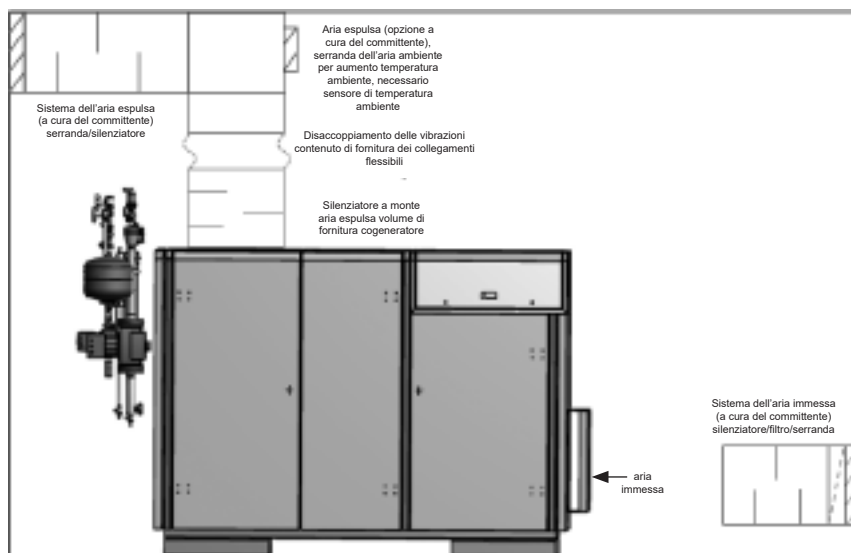 Aria espulsa (opzione a
cura del committente),
serranda dell'aria ambiente
per aumento temperatura
ambiente, necessario
sensore di temperatura
ambiente
Sistema dell'aria espulsa
(a cura del committente)
serranda/silenziatore
Disaccoppiamento delle vibrazioni
contenuto di fornitura dei collegamenti
flessibili
Silenziatore a monte
aria espulsa volume di
fornitura cogeneratore
Sistema dell'aria immessa
(a cura del committente)
silenziatore/filtro/serranda
aria
immessa